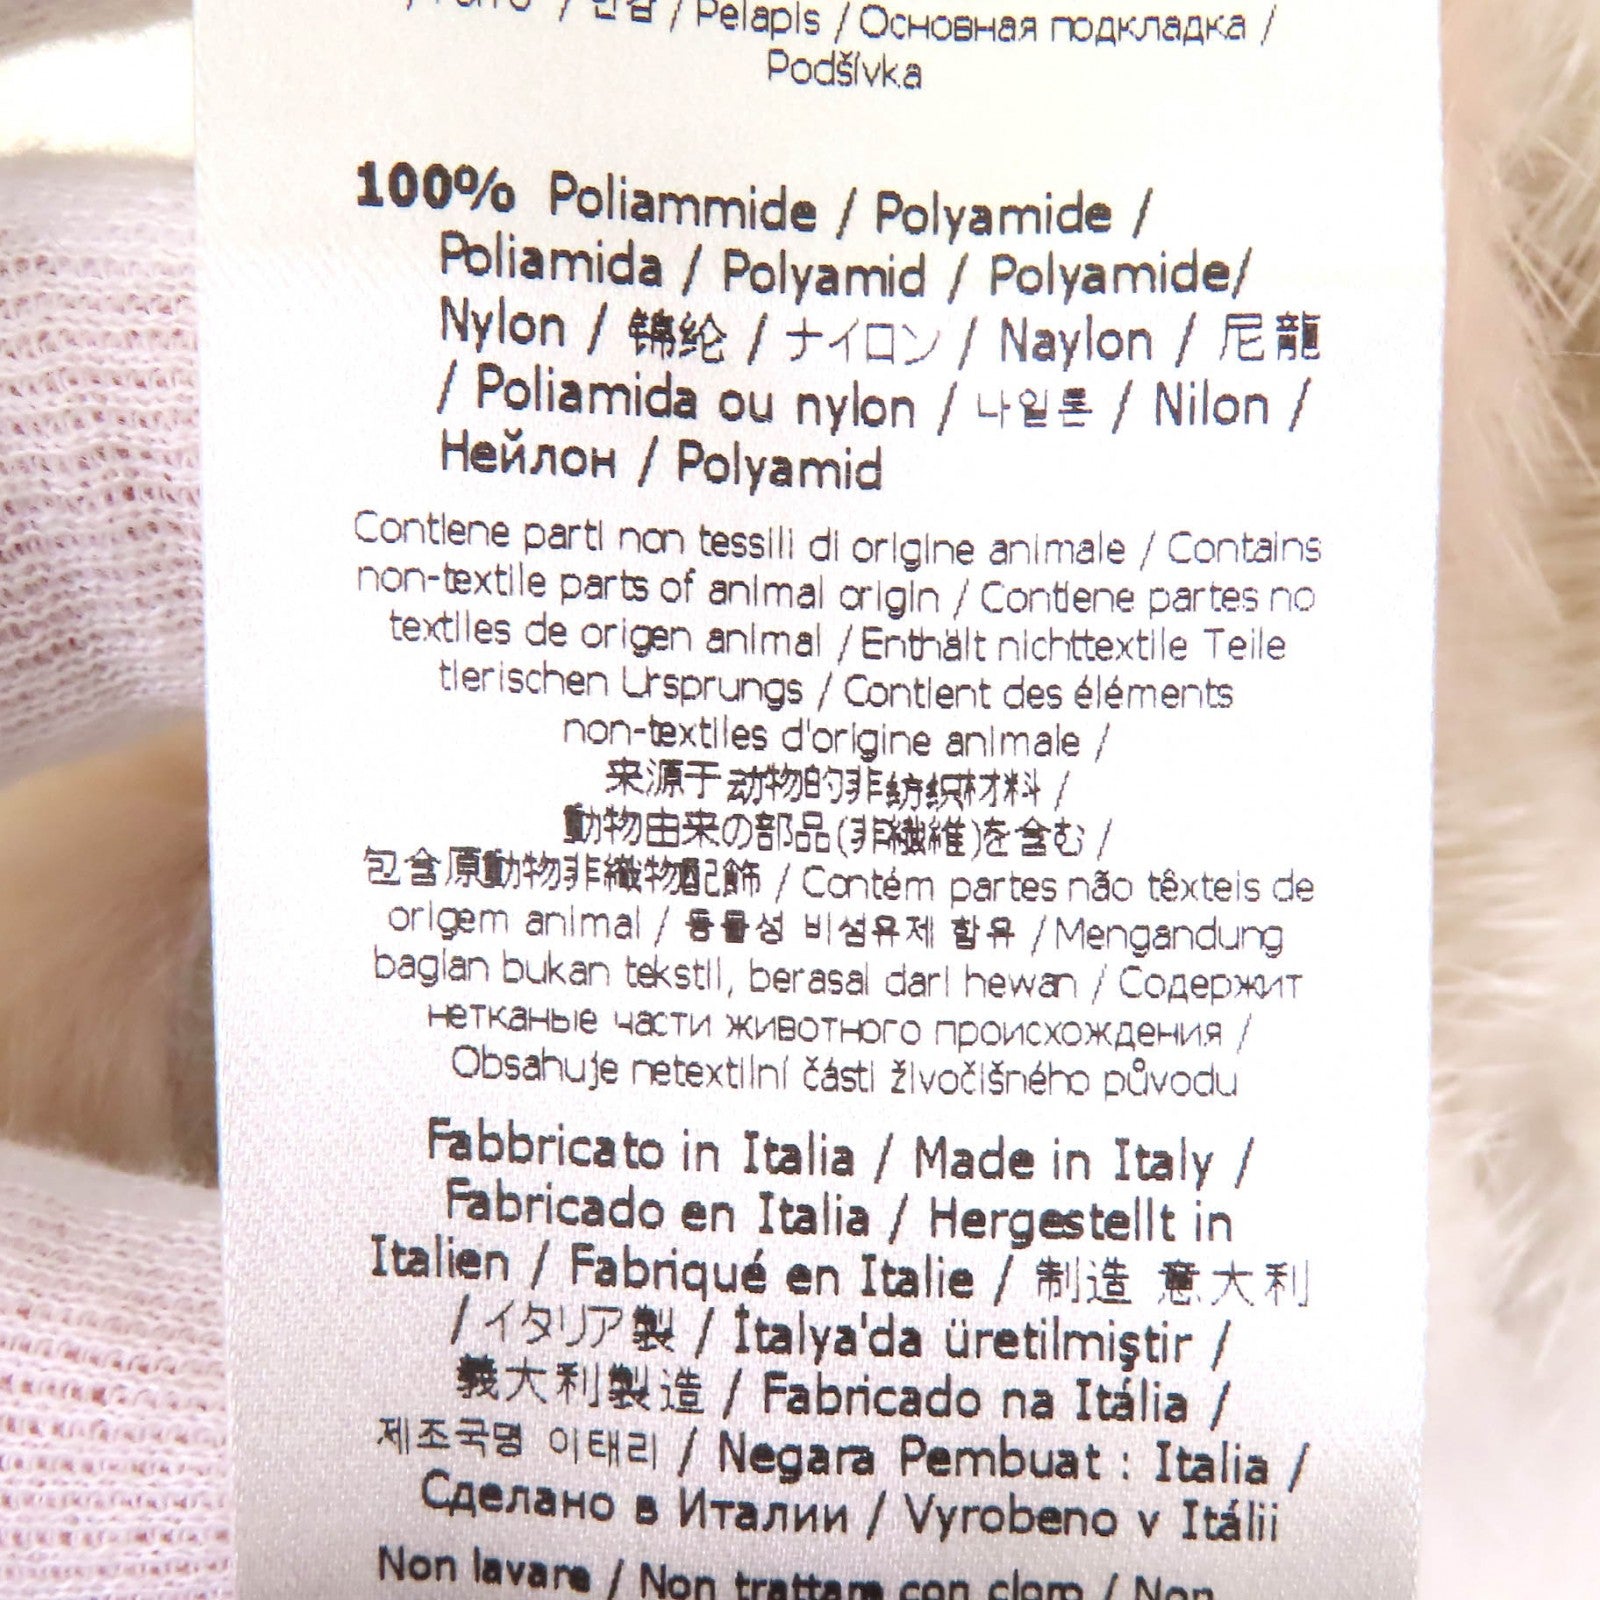 / Forro / 안감 / Pelapis / Основная подкладка /
Podšívka
100% Poliammide / Polyamide /
Poliamida / Polyamid / Polyamide/
Nylon / 锦纶 / ナイロン / Naylon / 尼龍
/ Poliamida ou nylon / 나일론 / Nilon /
Нейлон / Polyamid
Contiene parti non tessili di origine animale / Contains
non-textile parts of animal origin / Contiene partes no
textiles de origen animal / Enthält nichttextile Teile
tierischen Ursprungs / Contient des éléments
non-textiles d'origine animale /
来源于动物的非纺织材料 /
動物由来の部品(非繊維)を含む /
包含原動物非織物配飾 / Contém partes não têxteis de
origem animal / 동물성 비섬유제 함유 / Mengandung
bagian bukan tekstil, berasal dari hewan / Содержит
нетканые части животного происхождения /
Obsahuje netextilní části živočišného původu
Fabbricato in Italia / Made in Italy /
Fabricado en Italia / Hergestellt in
Italien / Fabriqué en Italie / 制造 意大利
/ イタリア製 / İtalya'da üretilmiştir /
義大利製造 / Fabricado na Itália /
제조국명 이태리 / Negara Pembuat : Italia /
Сделано в Италии / Vyrobeno v Itálii
Non lavare / Non trattare con cloro / Non